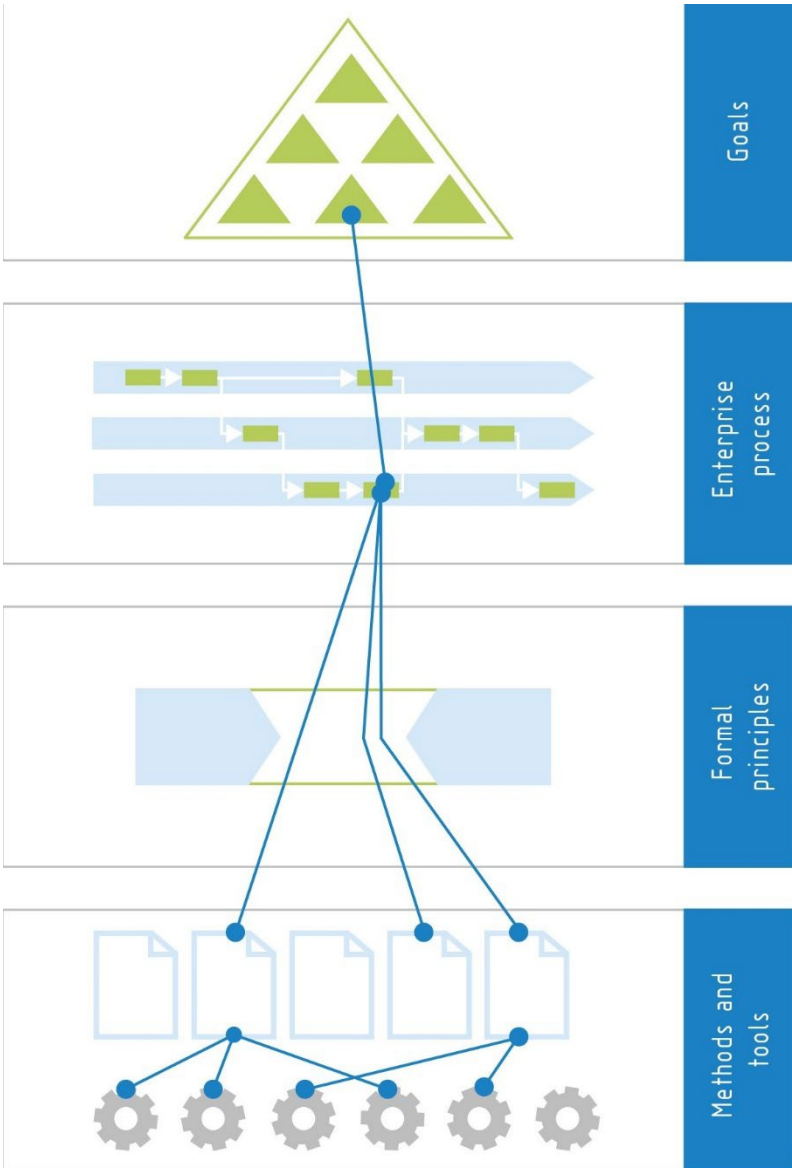 Goals
Enterprise
process
Formal
principles
Methods and
tools